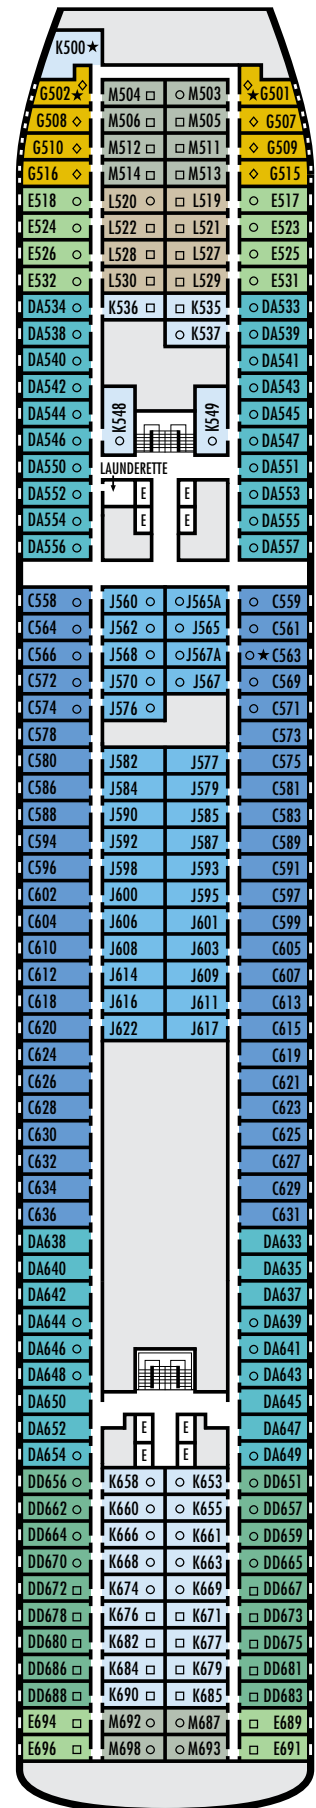 K500★
G502★◇ M504□ ○M503 ◇★G501
G508◇ M506□ □M505 ◇G507
G510◇ M512□ □M511 ◇G509
G516◇ M514□ □M513 ◇G515
E518○ L520○ □L519 ○E517
E524○ L522□ □L521 ○E523
E526○ L528□ □L527 ○E525
E532○ L530□ □L529 ○E531
DA534○ K536□ □K535 ○DA533
DA538○ ○K537 ○DA539
DA540○ ○DA541
DA542○ ○DA543
DA544○ ○K548 ○K549 ○DA545
DA546○ ○DA547
DA550○ LAUNDERETTE ○DA551
DA552○ E E ○DA553
DA554○ E E ○DA555
DA556○ ○DA557
C558○ J560○ ○J565A ○C559
C564○ J562○ ○J565 ○C561
C566○ J568○ ○J567A ○★C563
C572○ J570○ ○J567 ○C569
C574○ J576○ ○C571
C578 C573
C580 J582 J577 C575
C586 J584 J579 C581
C588 J590 J585 C583
C594 J592 J587 C589
C596 J598 J593 C591
C602 J600 J595 C597
C604 J606 J601 C599
C610 J608 J603 C605
C612 J614 J609 C607
C618 J616 J611 C613
C620 J622 J617 C615
C624 C619
C626 C621
C628 C623
C630 C625
C632 C627
C634 C629
C636 C631
DA638 DA633
DA640 DA635
DA642 DA637
DA644○ ○DA639
DA646○ ○DA641
DA648○ ○DA643
DA650 DA645
DA652 E E DA647
DA654○ E E ○DA649
DD656○ K658○ ○K653 ○DD651
DD662○ K660○ ○K655 ○DD657
DD664○ K666○ ○K661 ○DD659
DD670○ K668○ ○K663 ○DD665
DD672□ K674○ ○K669 □DD667
DD678□ K676□ □K671 □DD673
DD680□ K682□ □K677 □DD675
DD686□ K684□ □K679 □DD681
DD688□ K690□ □K685 □DD683
E694□ M692○ ○M687 □E689
E696□ M698○ ○M693 □E691